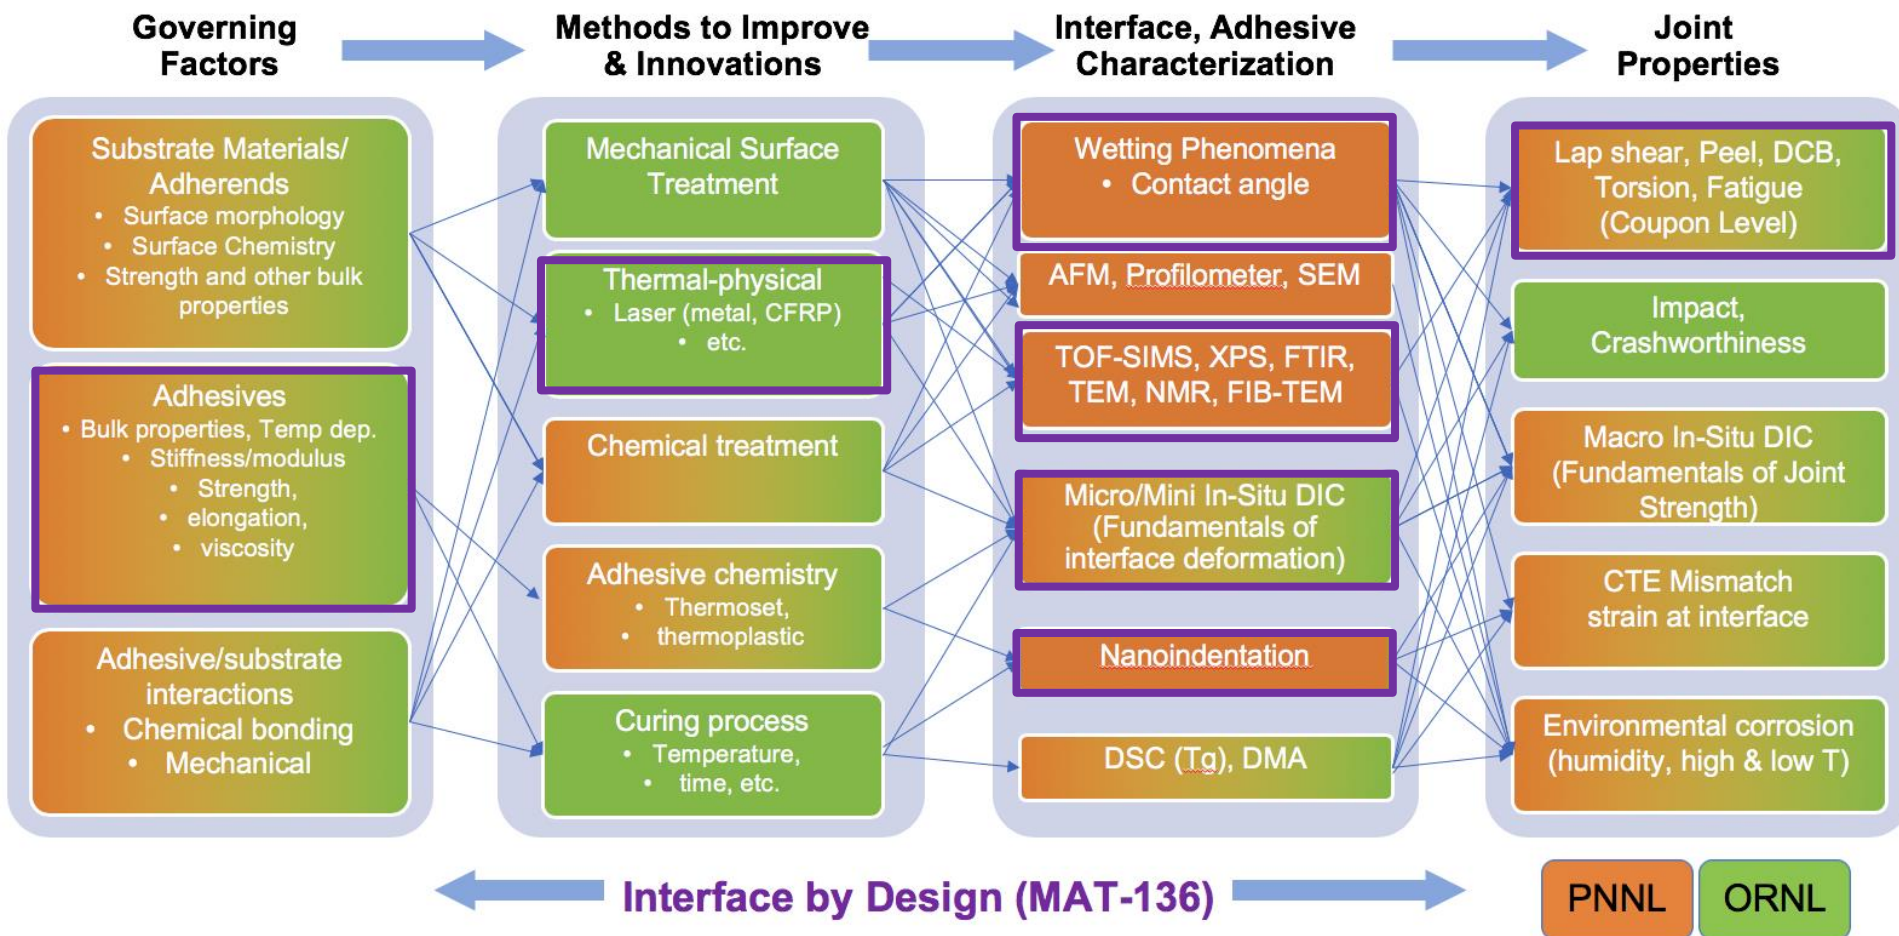 Governing
Factors
Methods to Improve
& Innovations
Interface, Adhesive
Characterization
Joint
Properties
Substrate Materials/
Adherends
• Surface morphology
• Surface Chemistry
• Strength and other bulk
properties
Adhesives
• Bulk properties, Temp dep.
• Stiffness/modulus
• Strength,
• elongation,
• viscosity
Adhesive/substrate
interactions
• Chemical bonding
• Mechanical
Mechanical Surface
Treatment
Thermal-physical
• Laser (metal, CFRP)
• etc.
Chemical treatment
Adhesive chemistry
• Thermoset,
• thermoplastic
Curing process
• Temperature,
• time, etc.
Wetting Phenomena
• Contact angle
AFM, Profilometer, SEM
TOF-SIMS, XPS, FTIR,
TEM, NMR, FIB-TEM
Micro/Mini In-Situ DIC
(Fundamentals of
interface deformation)
Nanoindentation
DSC (Tg), DMA
Lap shear, Peel, DCB,
Torsion, Fatigue
(Coupon Level)
Impact,
Crashworthiness
Macro In-Situ DIC
(Fundamentals of Joint
Strength)
CTE Mismatch
strain at interface
Environmental corrosion
(humidity, high & low T)
Interface by Design (MAT-136)
PNNL
ORNL